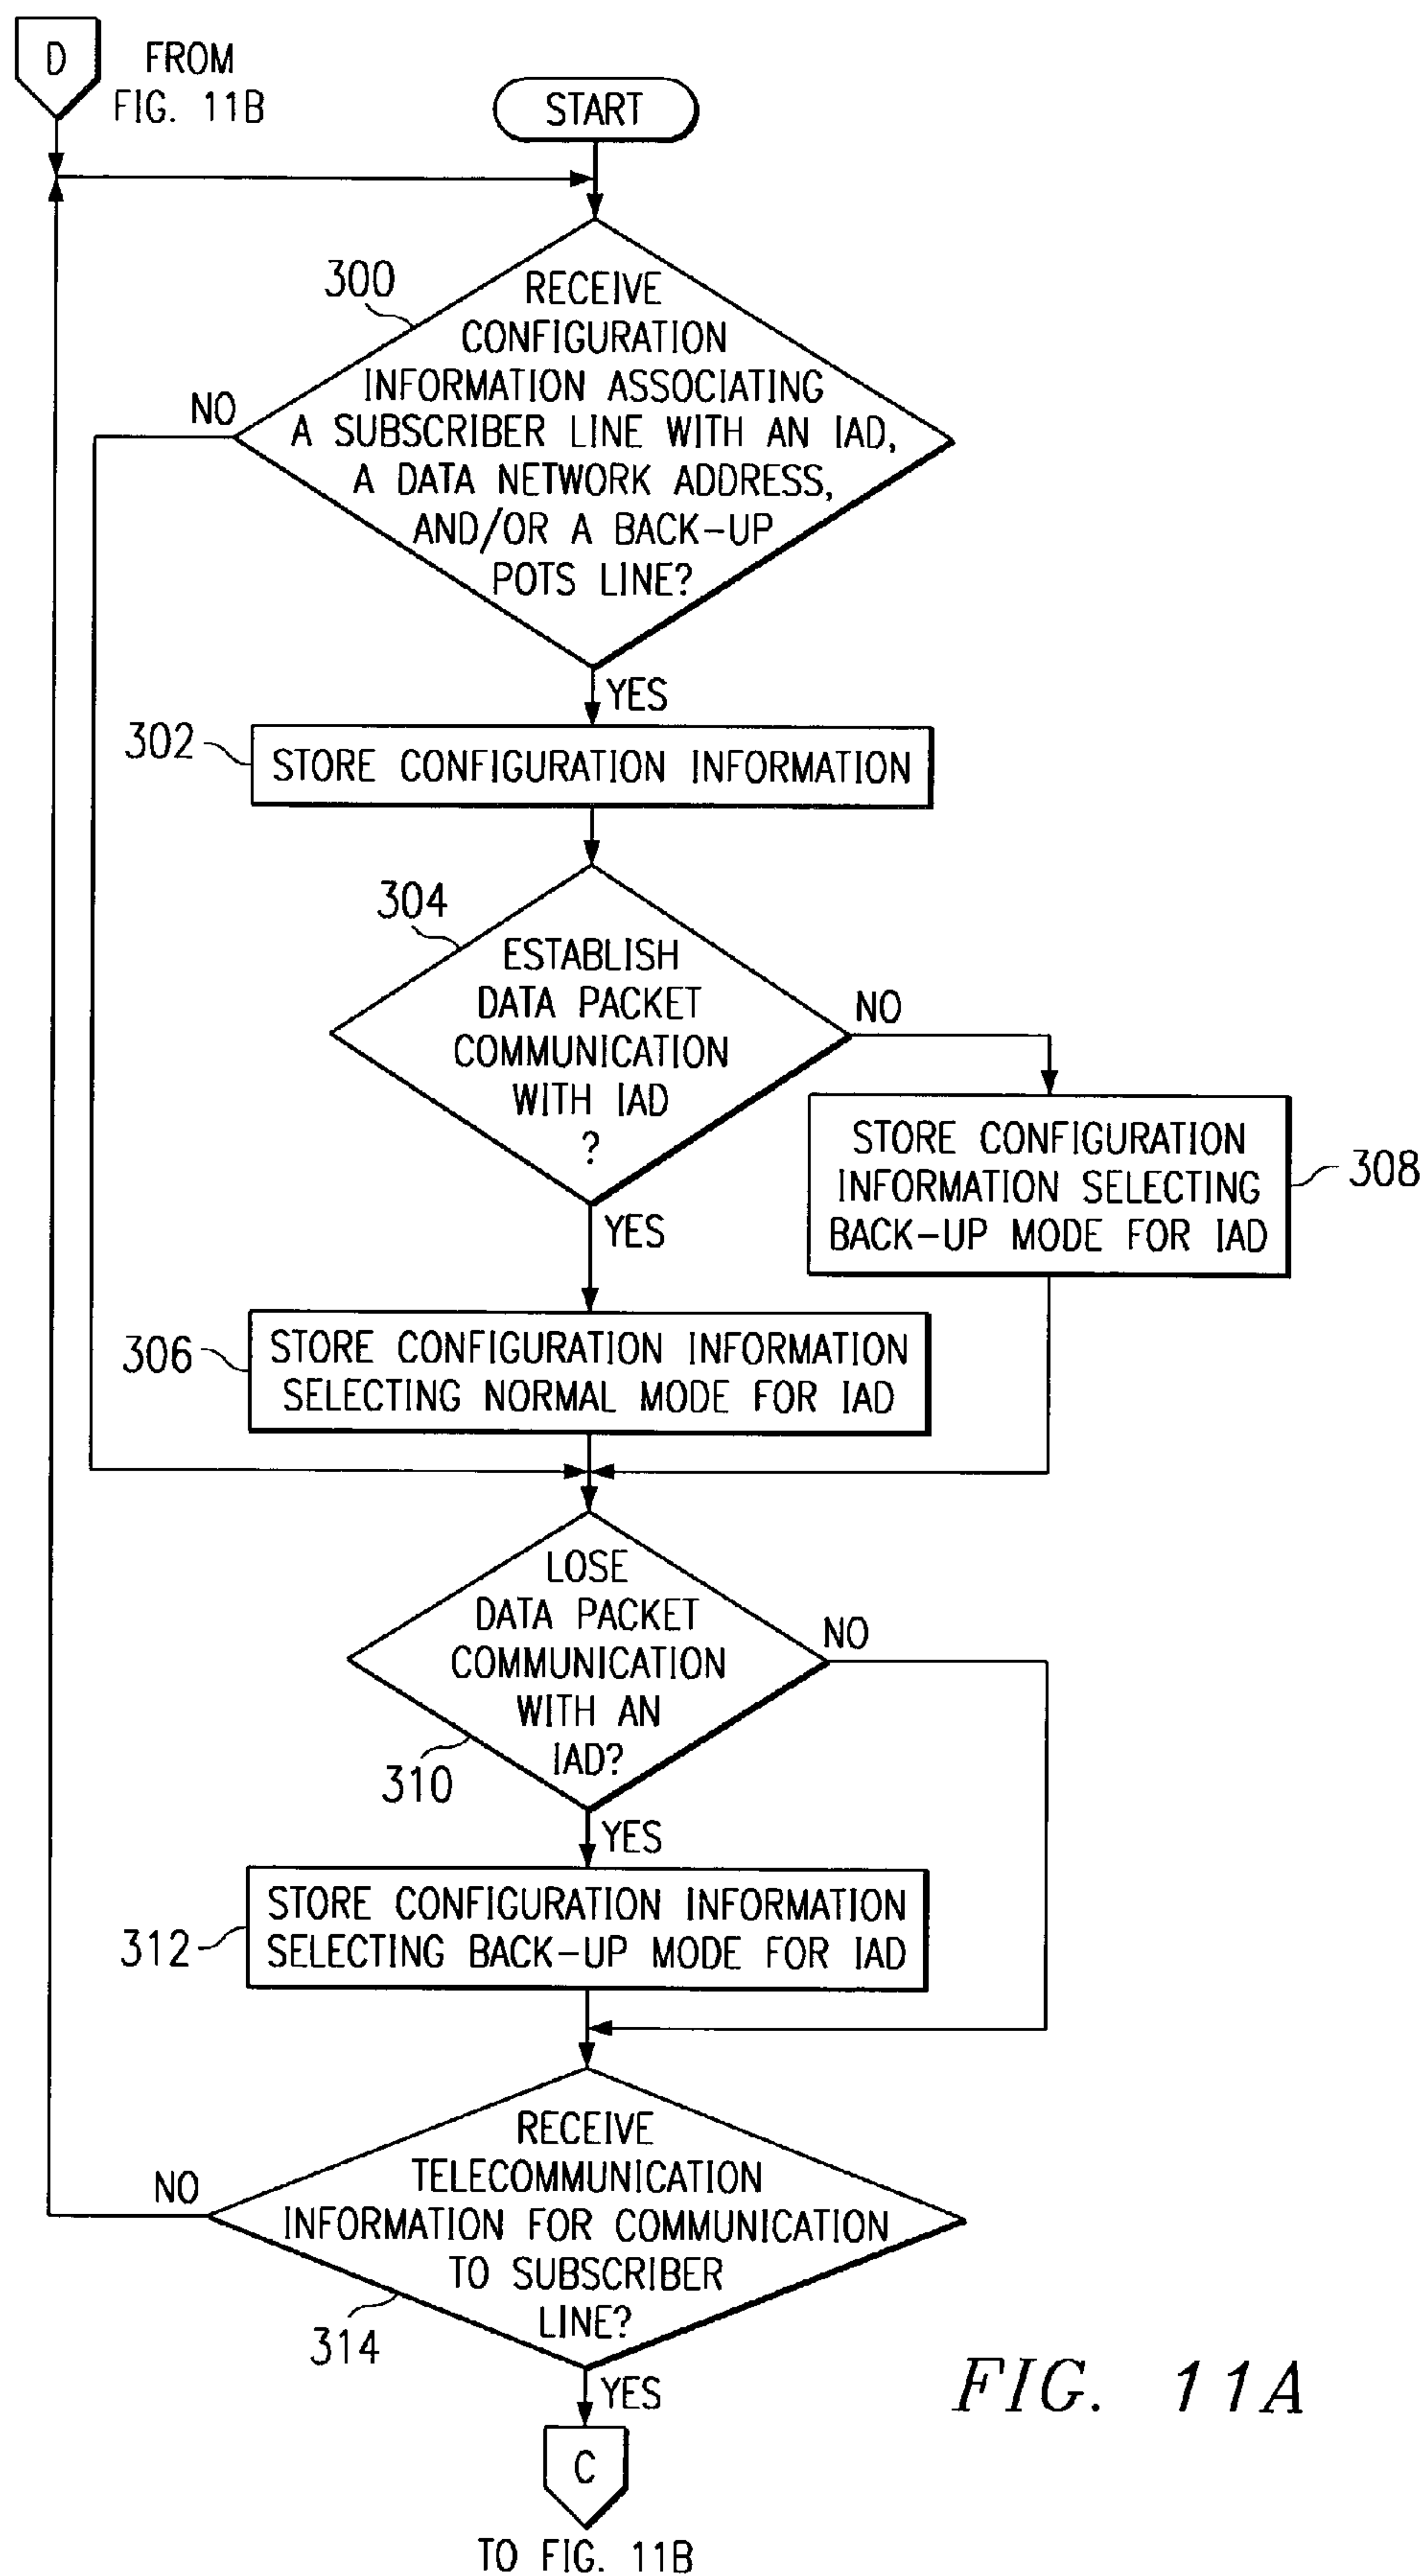 D
FROM
FIG. 11B
START
300
RECEIVE
CONFIGURATION
INFORMATION ASSOCIATING
A SUBSCRIBER LINE WITH AN IAD,
A DATA NETWORK ADDRESS,
AND/OR A BACK-UP
POTS LINE?
NO
YES
302
STORE CONFIGURATION INFORMATION
304
ESTABLISH
DATA PACKET
COMMUNICATION
WITH IAD
?
NO
YES
STORE CONFIGURATION
INFORMATION SELECTING
BACK-UP MODE FOR IAD
308
306
STORE CONFIGURATION INFORMATION
SELECTING NORMAL MODE FOR IAD
LOSE
DATA PACKET
COMMUNICATION
WITH AN
IAD?
NO
310
YES
312
STORE CONFIGURATION INFORMATION
SELECTING BACK-UP MODE FOR IAD
RECEIVE
TELECOMMUNICATION
INFORMATION FOR COMMUNICATION
TO SUBSCRIBER
LINE?
NO
314
YES
C
TO FIG. 11B
FIG. 11A